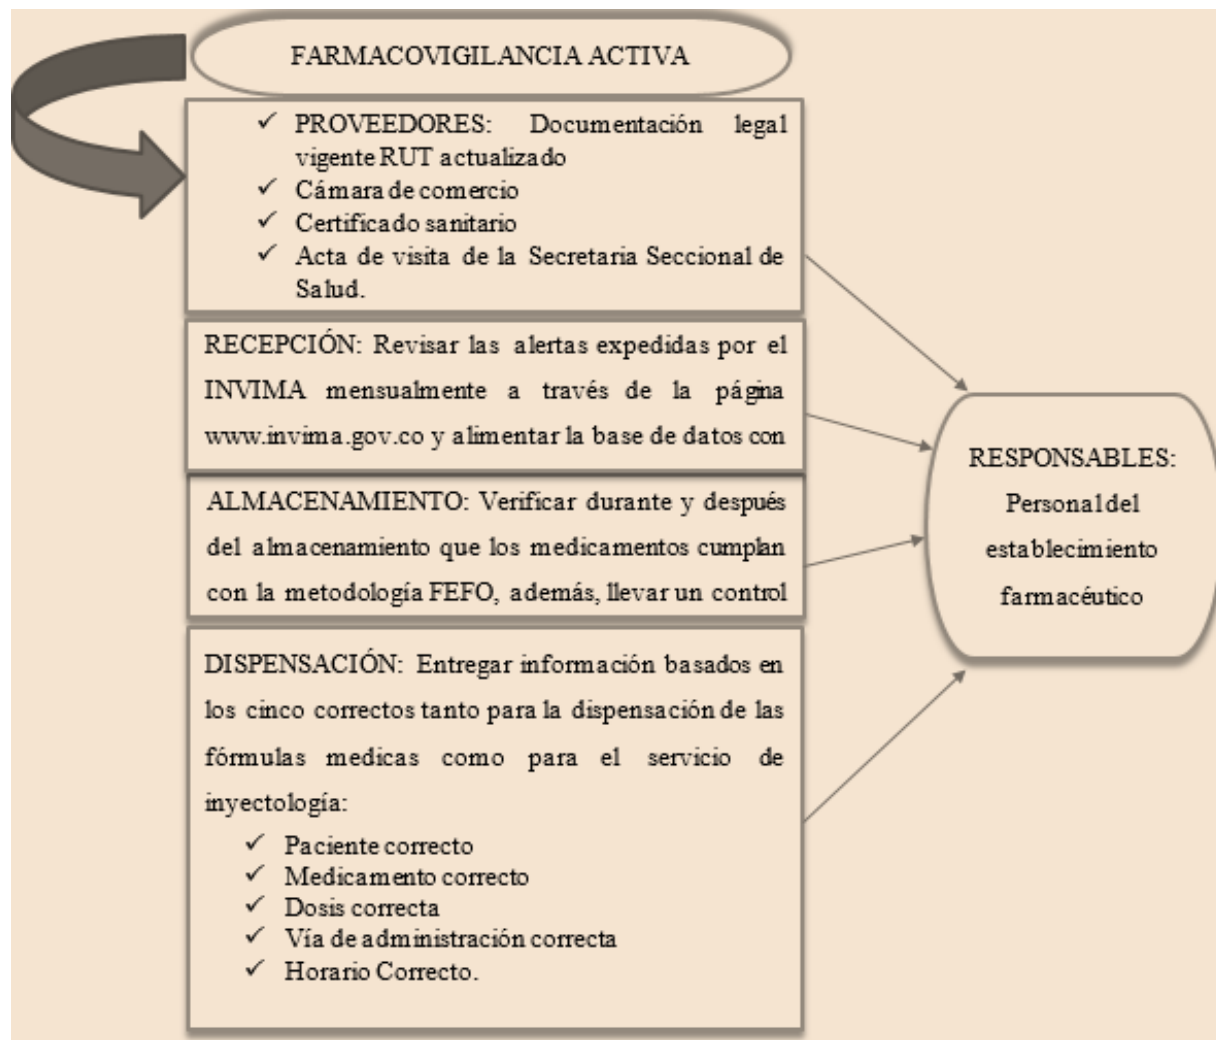 FARMACOVIGILANCIA ACTIVA
✓ PROVEEDORES: Documentación legal
vigente RUT actualizado
✓ Cámara de comercio
✓ Certificado sanitario
✓ Acta de visita de la Secretaria Seccional de
Salud.
RECEPCIÓN: Revisar las alertas expedidas por el
INVIMA mensualmente a través de la página
www.invima.gov.co y alimentar la base de datos con
ALMACENAMIENTO: Verificar durante y después
del almacenamiento que los medicamentos cumplan
con la metodología FEFO, además, llevar un control
DISPENSACIÓN: Entregar información basados en
los cinco correctos tanto para la dispensación de las
fórmulas medicas como para el servicio de
inyectología:
✓ Paciente correcto
✓ Medicamento correcto
✓ Dosis correcta
✓ Vía de administración correcta
✓ Horario Correcto.
RESPONSABLES:
Personal del
establecimiento
farmacéutico